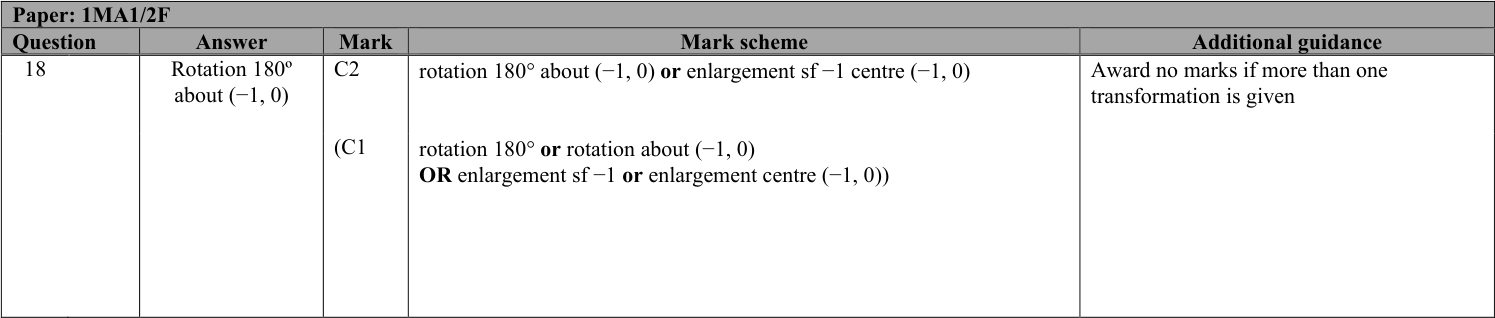 Paper: 1MA1/2F
Question Answer Mark Mark scheme Additional guidance
18 Rotation 180º C2 rotation 180° about (−1, 0) or enlargement sf −1 centre (−1, 0) Award no marks if more than one
about (−1, 0) transformation is given
(C1 rotation 180° or rotation about (−1, 0)
OR enlargement sf −1 or enlargement centre (−1, 0))